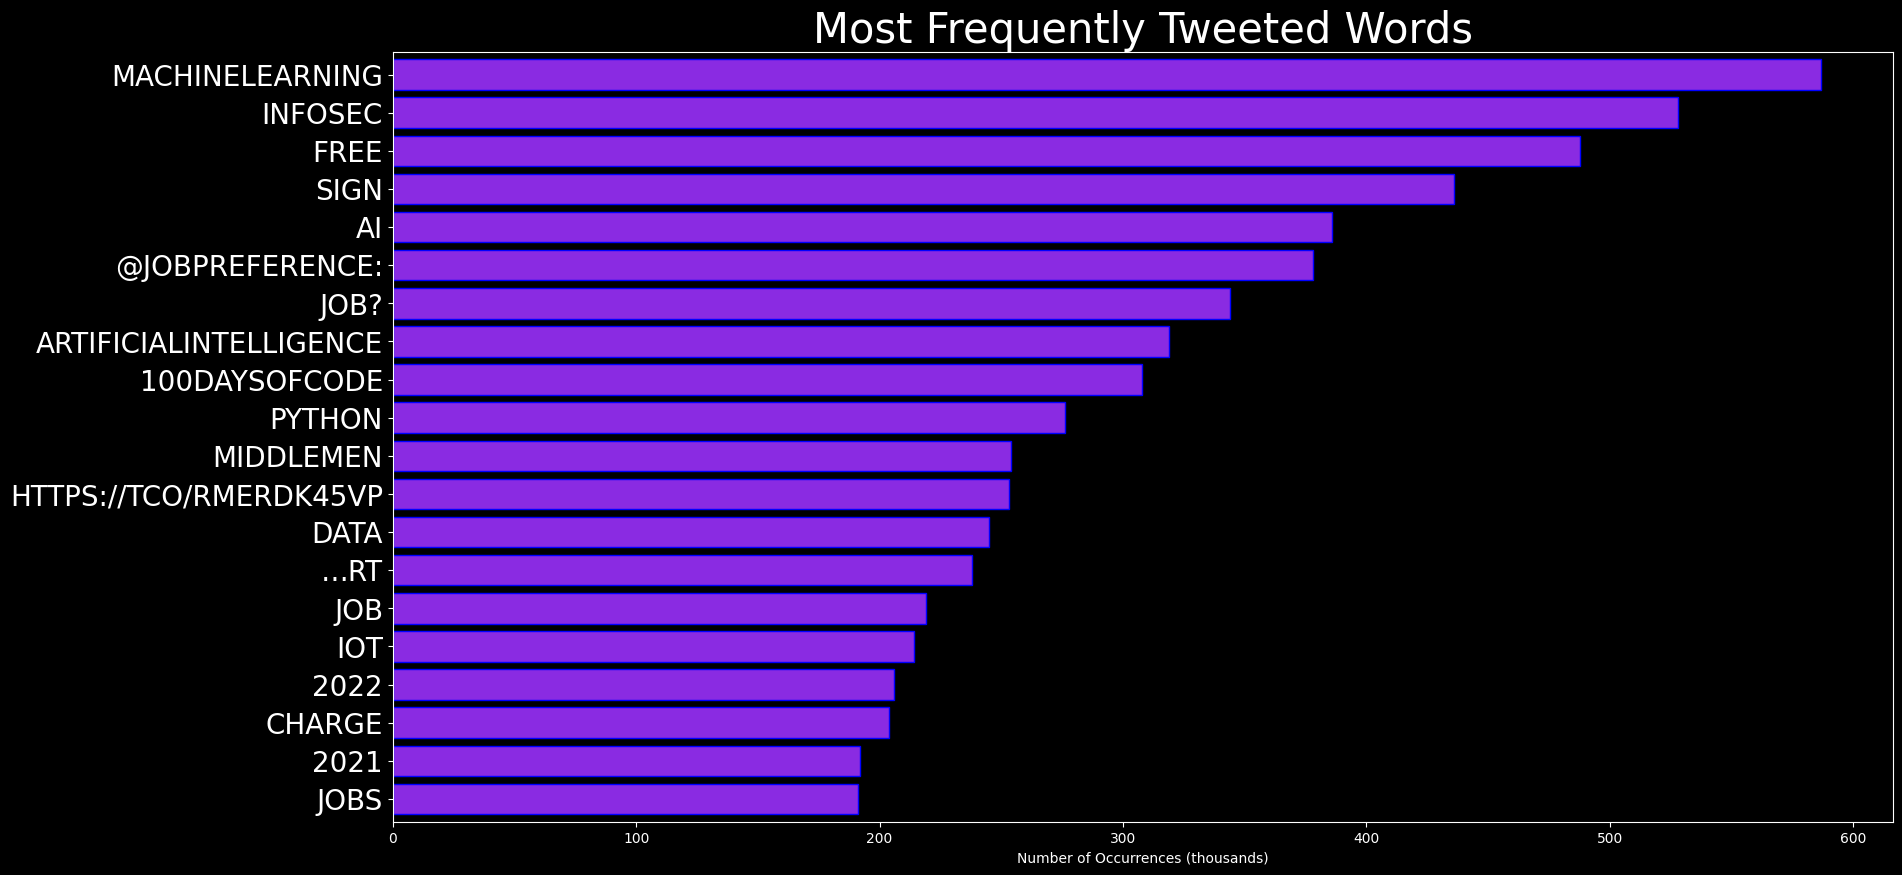 Most Frequently Tweeted Words
MACHINELEARNING
INFOSEC
FREE
SIGN
AI
@JOBPREFERENCE:
JOB?
ARTIFICIALINTELLIGENCE
100DAYSOFCODE
PYTHON
MIDDLEMEN
HTTPS://TCO/RMERDK45VP
DATA
…RT
JOB
IOT
2022
CHARGE
2021
JOBS
0 100 200 300 400 500 600
Number of Occurrences (thousands)